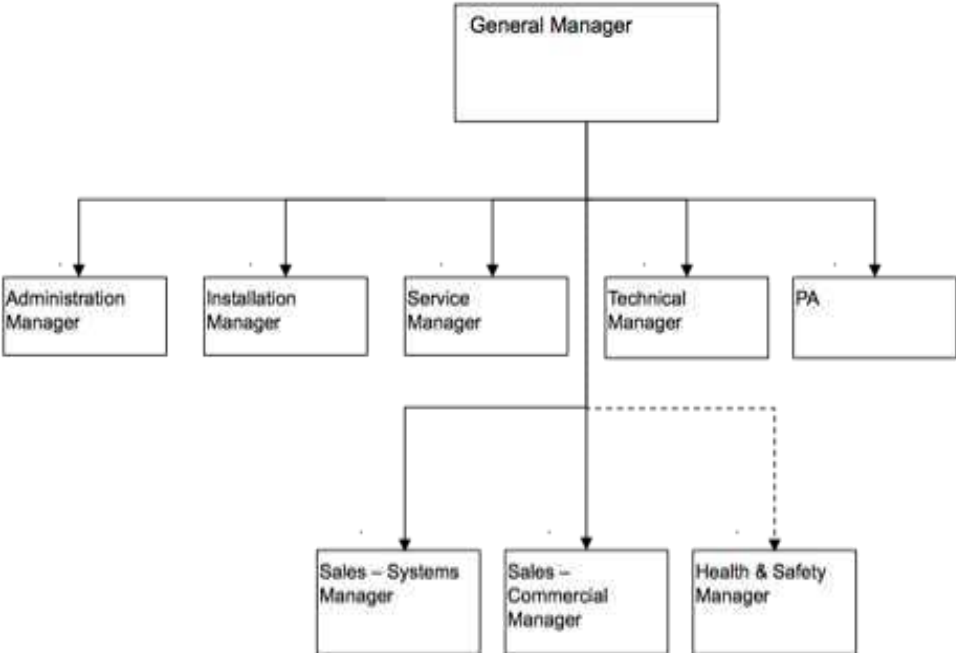 General Manager
Administration
Manager
Installation
Manager
Service
Manager
Technical
Manager
PA
Sales – Systems
Manager
Sales –
Commercial
Manager
Health & Safety
Manager